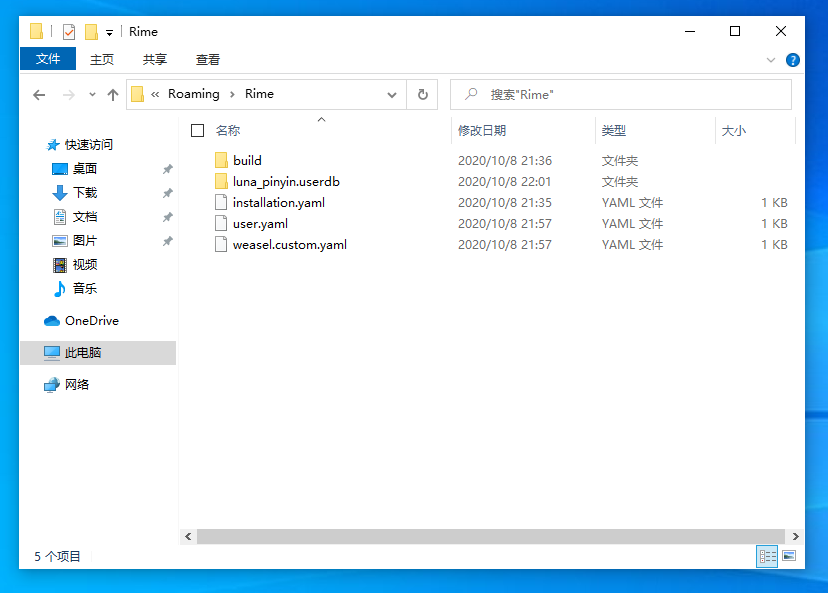 Rime
文件 主页 共享 查看
« Roaming › Rime 搜索"Rime"
名称 修改日期 类型 大小
快速访问
桌面
下载
文档
图片
视频
音乐
OneDrive
此电脑
网络
build 2020/10/8 21:36 文件夹
luna_pinyin.userdb 2020/10/8 22:01 文件夹
installation.yaml 2020/10/8 21:35 YAML 文件 1 KB
user.yaml 2020/10/8 21:57 YAML 文件 1 KB
weasel.custom.yaml 2020/10/8 21:57 YAML 文件 1 KB
5 个项目